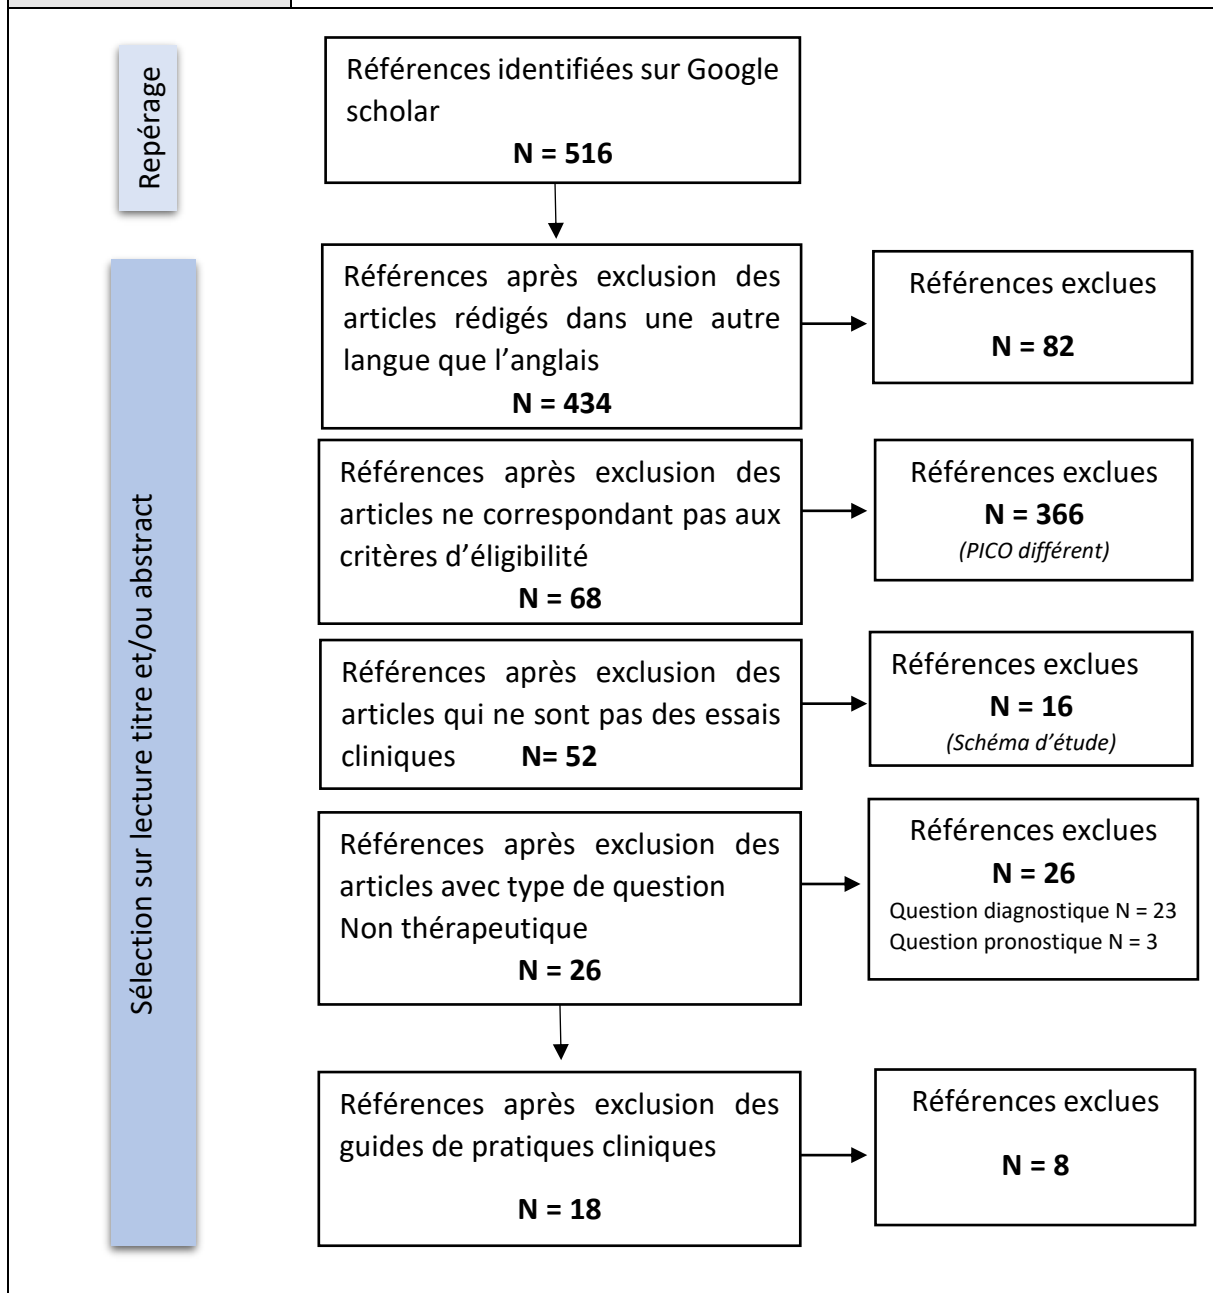 Repérage
Références identifiées sur Google
scholar
N = 516
Sélection sur lecture titre et/ou abstract
Références après exclusion des
articles rédigés dans une autre
langue que l’anglais
N = 434
Références exclues
N = 82
Références après exclusion des
articles ne correspondant pas aux
critères d’éligibilité
N = 68
Références exclues
N = 366
(PICO différent)
Références après exclusion des
articles qui ne sont pas des essais
cliniques N= 52
Références exclues
N = 16
(Schéma d’étude)
Références après exclusion des
articles avec type de question
Non thérapeutique
N = 26
Références exclues
N = 26
Question diagnostique N = 23
Question pronostique N = 3
Références après exclusion des
guides de pratiques cliniques
N = 18
Références exclues
N = 8